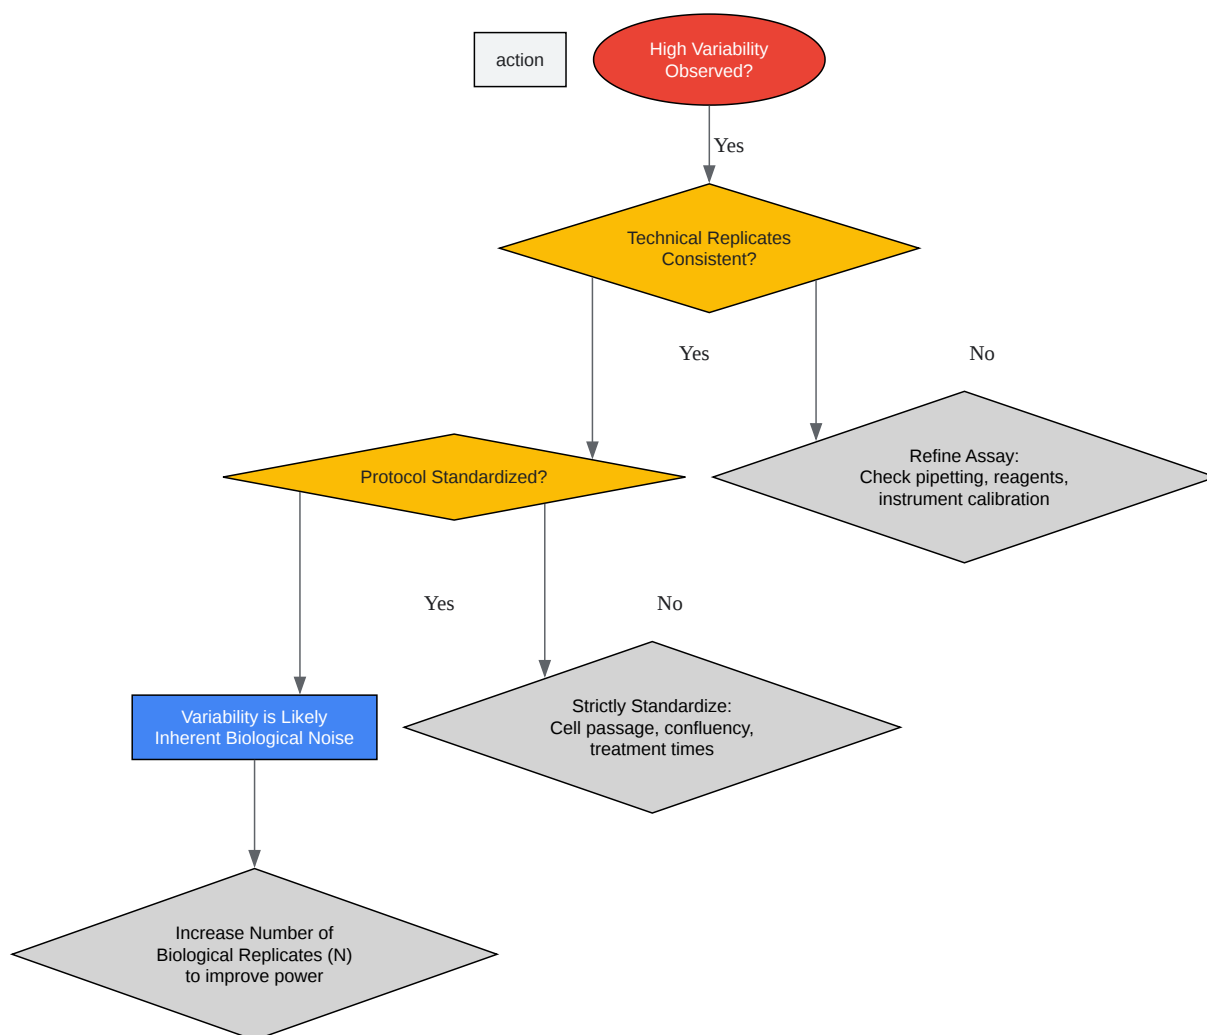 action
High Variability
Observed?
Yes
Technical Replicates
Consistent?
Yes
No
Refine Assay:
Check pipetting, reagents,
instrument calibration
Protocol Standardized?
Yes
No
Strictly Standardize:
Cell passage, confluency,
treatment times
Variability is Likely
Inherent Biological Noise
Increase Number of
Biological Replicates (N)
to improve power